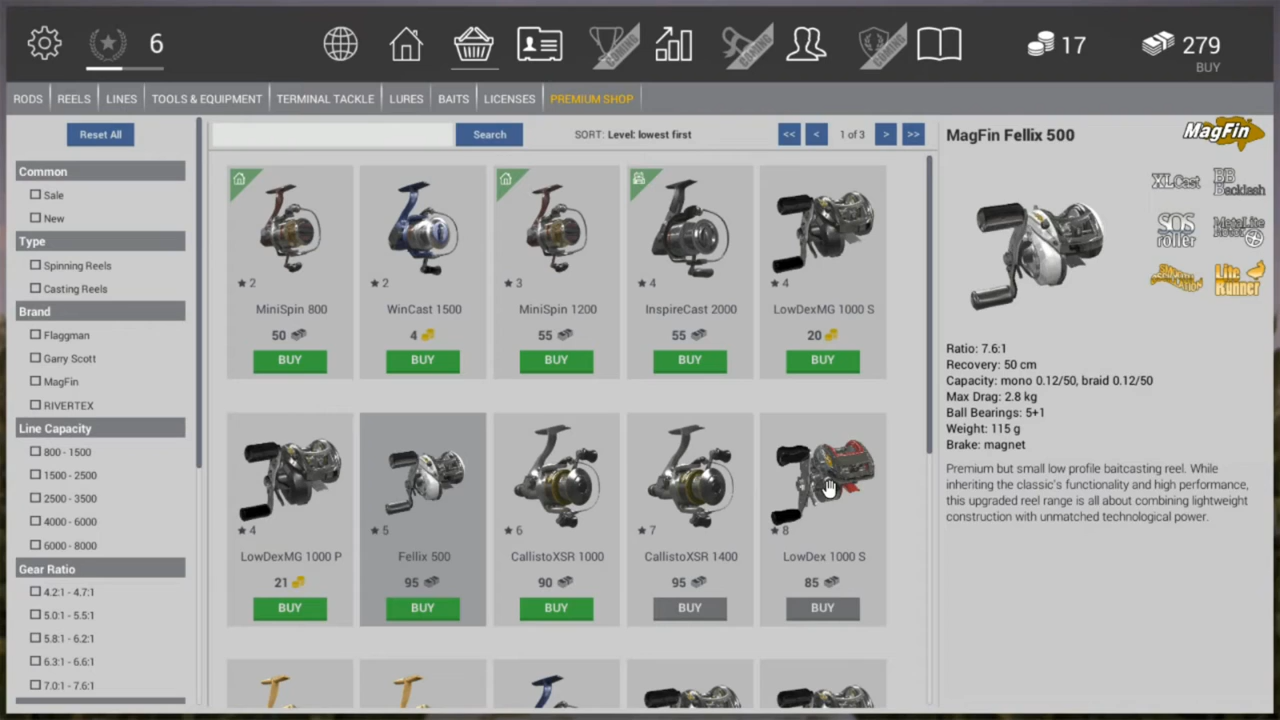 6
COMING
COMING
COMING
17
279
BUY
RODS REELS LINES TOOLS & EQUIPMENT TERMINAL TACKLE LURES BAITS LICENSES PREMIUM SHOP
Reset All
Search
SORT: Level: lowest first
<< < 1 of 3 > >>
Common
Sale
New
Type
Spinning Reels
Casting Reels
Brand
Flaggman
Garry Scott
MagFin
RIVERTEX
Line Capacity
800 - 1500
1500 - 2500
2500 - 3500
4000 - 6000
6000 - 8000
Gear Ratio
4.2:1 - 4.7:1
5.0:1 - 5.5:1
5.8:1 - 6.2:1
6.3:1 - 6.6:1
7.0:1 - 7.6:1
★2 ★2 ★3 ★4 ★4
MiniSpin 800 WinCast 1500 MiniSpin 1200 InspireCast 2000 LowDexMG 1000 S
50 4 55 55 20
BUY BUY BUY BUY BUY
★4 ★5 ★6 ★7 ★8
LowDexMG 1000 P Fellix 500 CallistoXSR 1000 CallistoXSR 1400 LowDex 1000 S
21 95 90 95 85
BUY BUY BUY BUY BUY
MagFin Fellix 500
MagFin
XLCast BB Backlash
SOS roller MetaLite
Lite Runner
Ratio: 7.6:1
Recovery: 50 cm
Capacity: mono 0.12/50, braid 0.12/50
Max Drag: 2.8 kg
Ball Bearings: 5+1
Weight: 115 g
Brake: magnet
Premium but small low profile baitcasting reel. While
inheriting the classic's functionality and high performance,
this upgraded reel range is all about combining lightweight
construction with unmatched technological power.